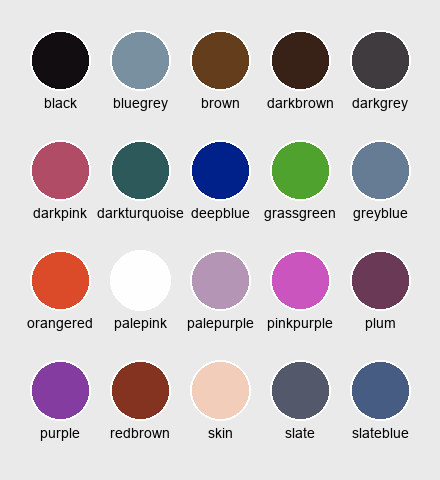 black bluegrey brown darkbrown darkgrey
darkpink darkturquoise deepblue grassgreen greyblue
orangered palepink palepurple pinkpurple plum
purple redbrown skin slate slateblue